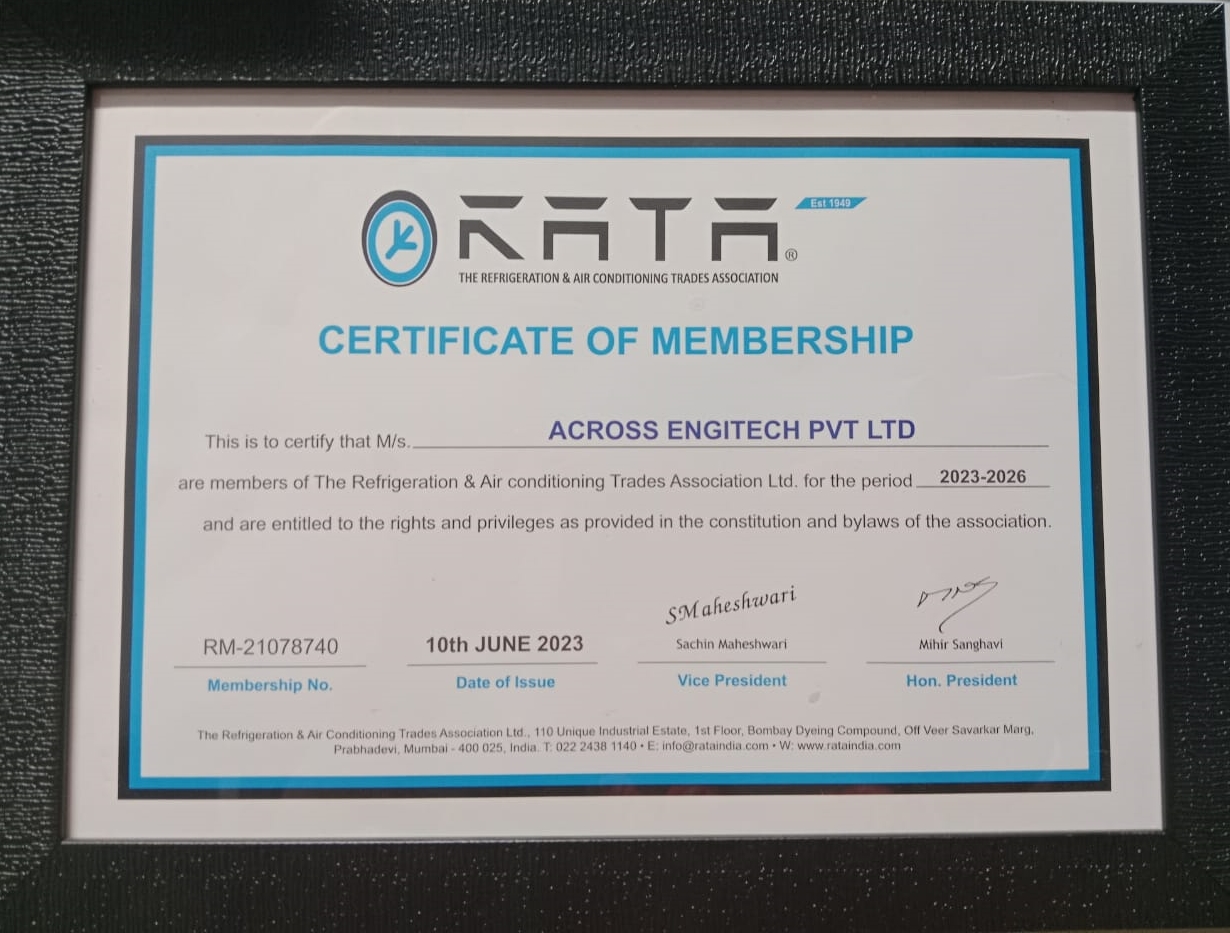 RATA ®
Est 1949
THE REFRIGERATION & AIR CONDITIONING TRADES ASSOCIATION
CERTIFICATE OF MEMBERSHIP
This is to certify that M/s. ACROSS ENGITECH PVT LTD
are members of The Refrigeration & Air conditioning Trades Association Ltd. for the period 2023-2026
and are entitled to the rights and privileges as provided in the constitution and bylaws of the association.
SMaheshwari
RM-21078740 10th JUNE 2023 Sachin Maheshwari Mihir Sanghavi
Membership No. Date of Issue Vice President Hon. President
The Refrigeration & Air Conditioning Trades Association Ltd., 110 Unique Industrial Estate, 1st Floor, Bombay Dyeing Compound, Off Veer Savarkar Marg,
Prabhadevi, Mumbai - 400 025, India. T: 022 2438 1140 • E: info@rataindia.com • W: www.rataindia.com